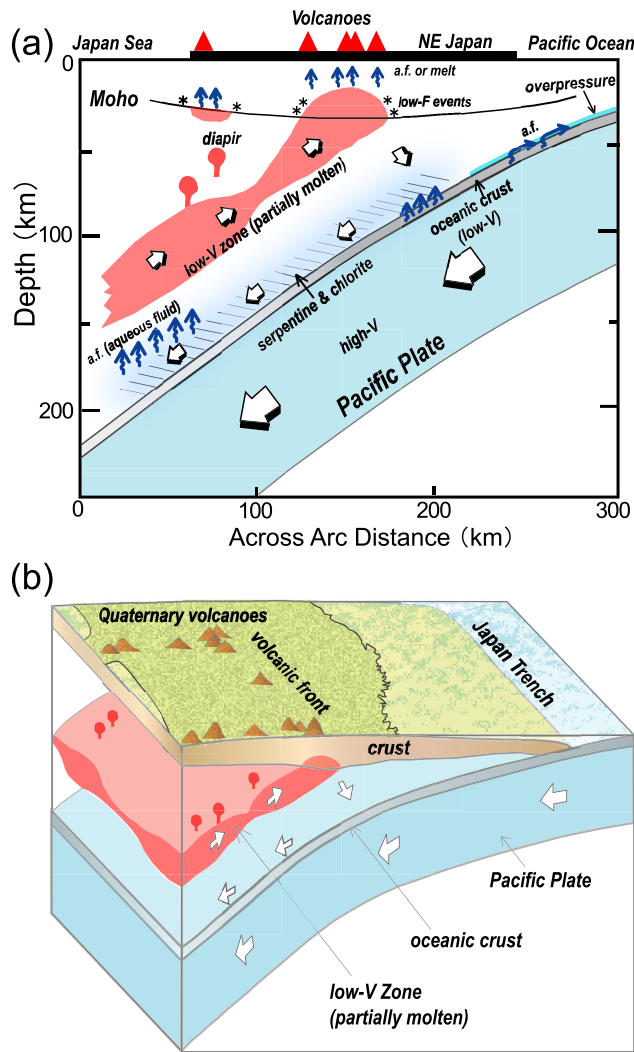 (a)
Volcanoes
Japan Sea
NE Japan
Pacific Ocean
0
a.f. or melt
overpressure
Moho
low-F events
a.f.
diapir
oceanic crust
(low-V)
low-V zone (partially molten)
100
Depth (km)
serpentine & chlorite
a.f. (aqueous fluid)
high-V
Pacific Plate
200
0
100
200
300
Across Arc Distance (km)
(b)
Quaternary volcanoes
volcanic front
Japan Trench
crust
Pacific Plate
oceanic crust
low-V Zone
(partially molten)